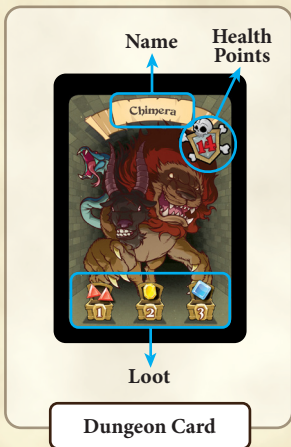 Name
Health
Points
Chimera
14
1 2 3
Loot
Dungeon Card